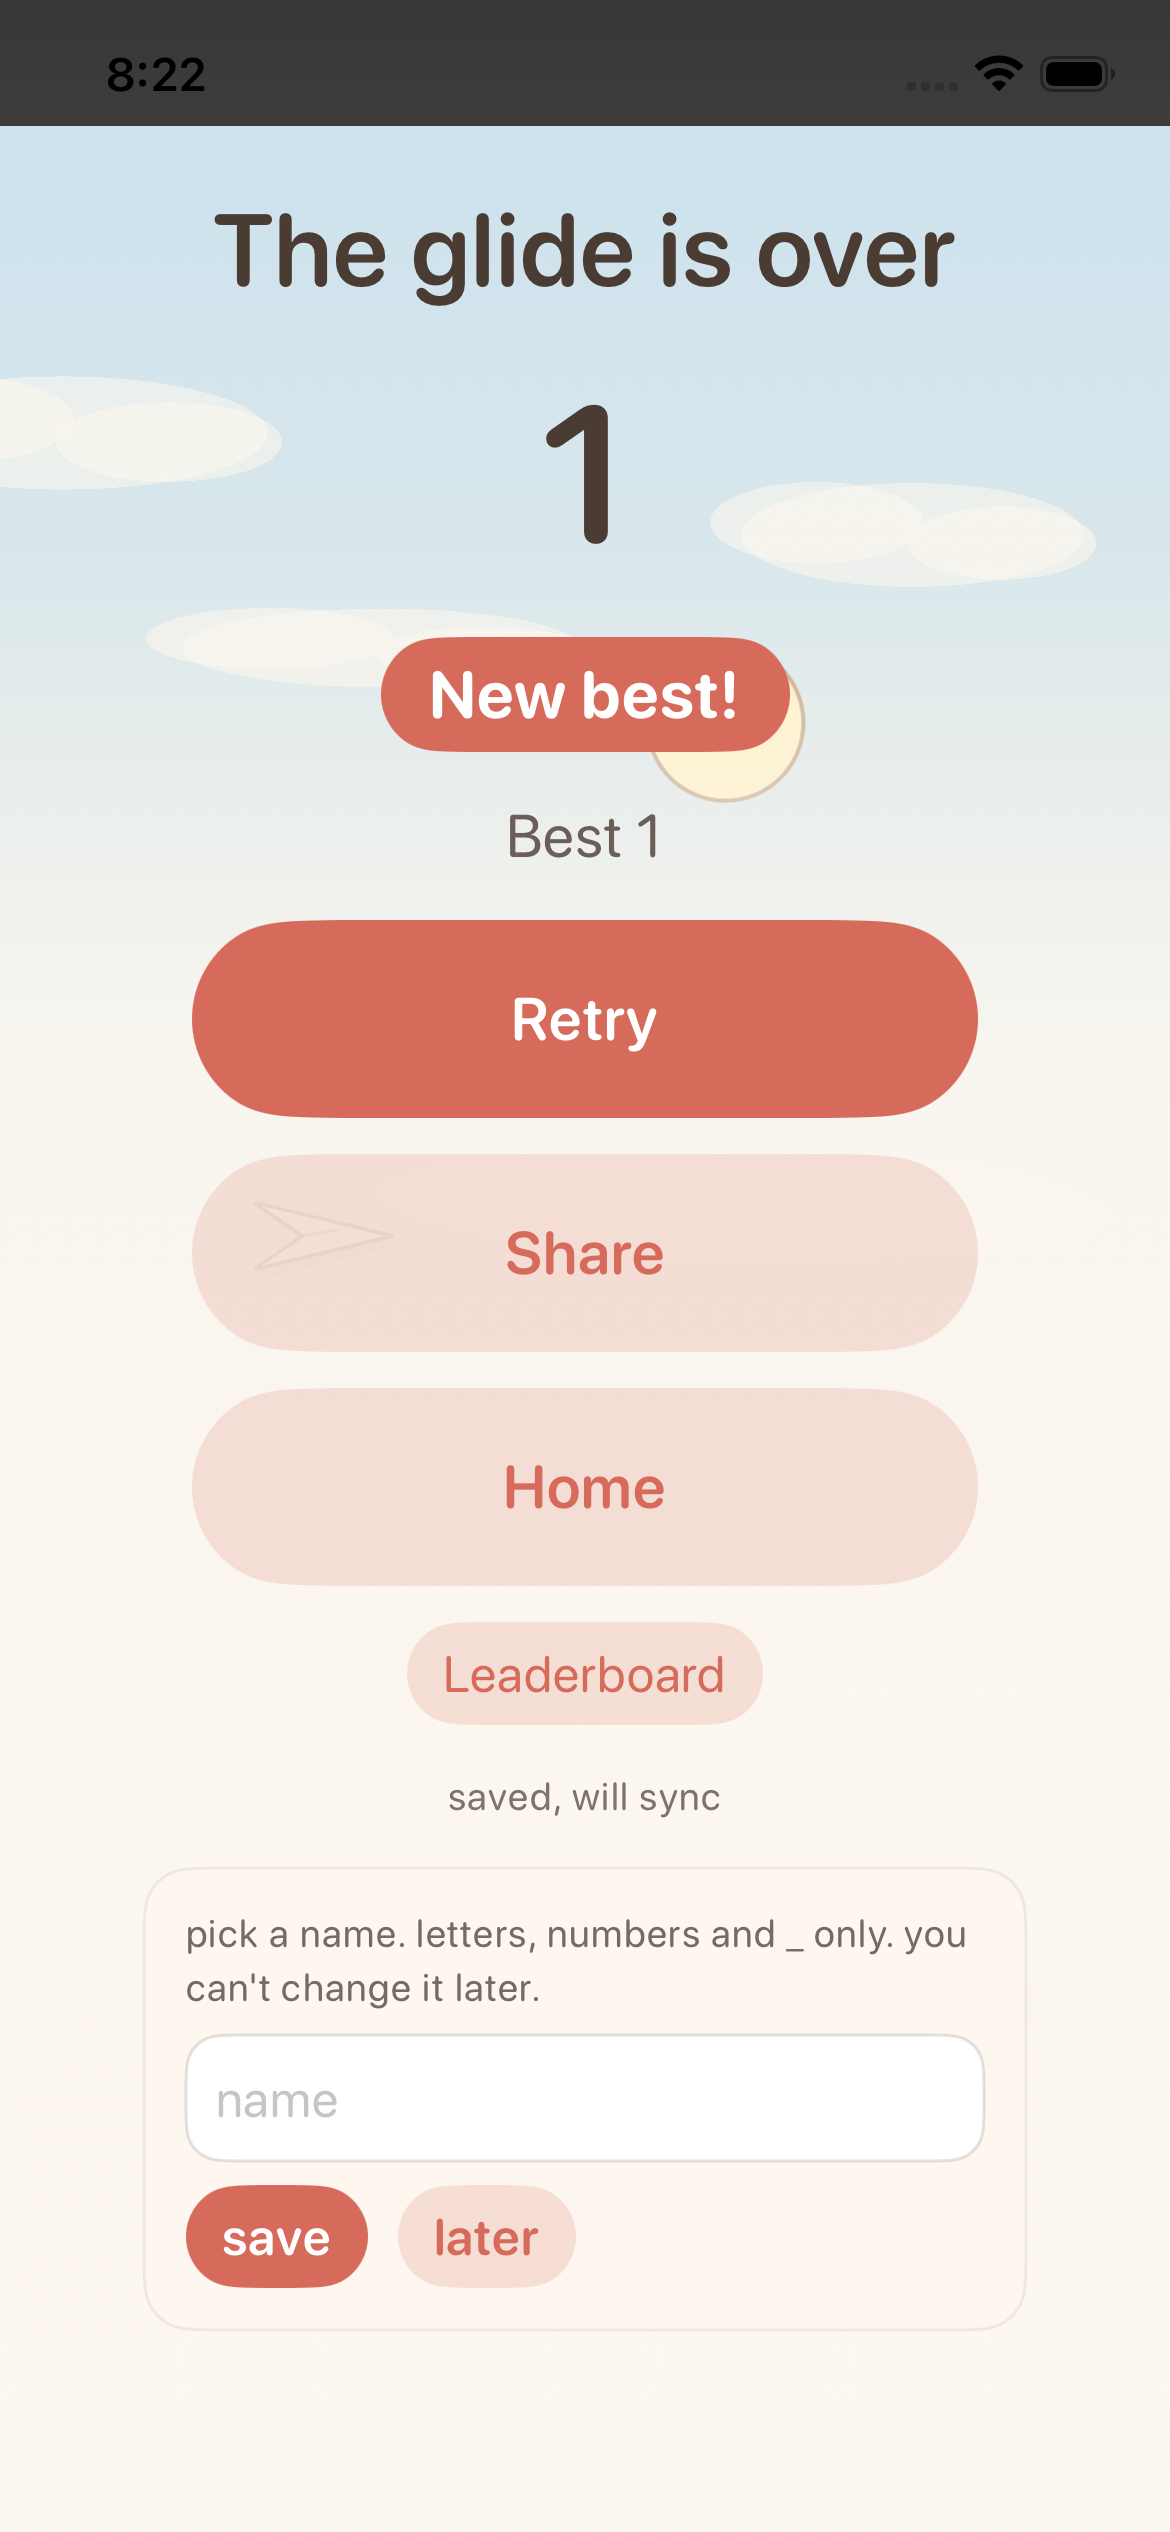 8:22
The glide is over
1
New best!
Best 1
Retry
Share
Home
Leaderboard
saved, will sync
pick a name. letters, numbers and _ only. you
can't change it later.
name
save
later